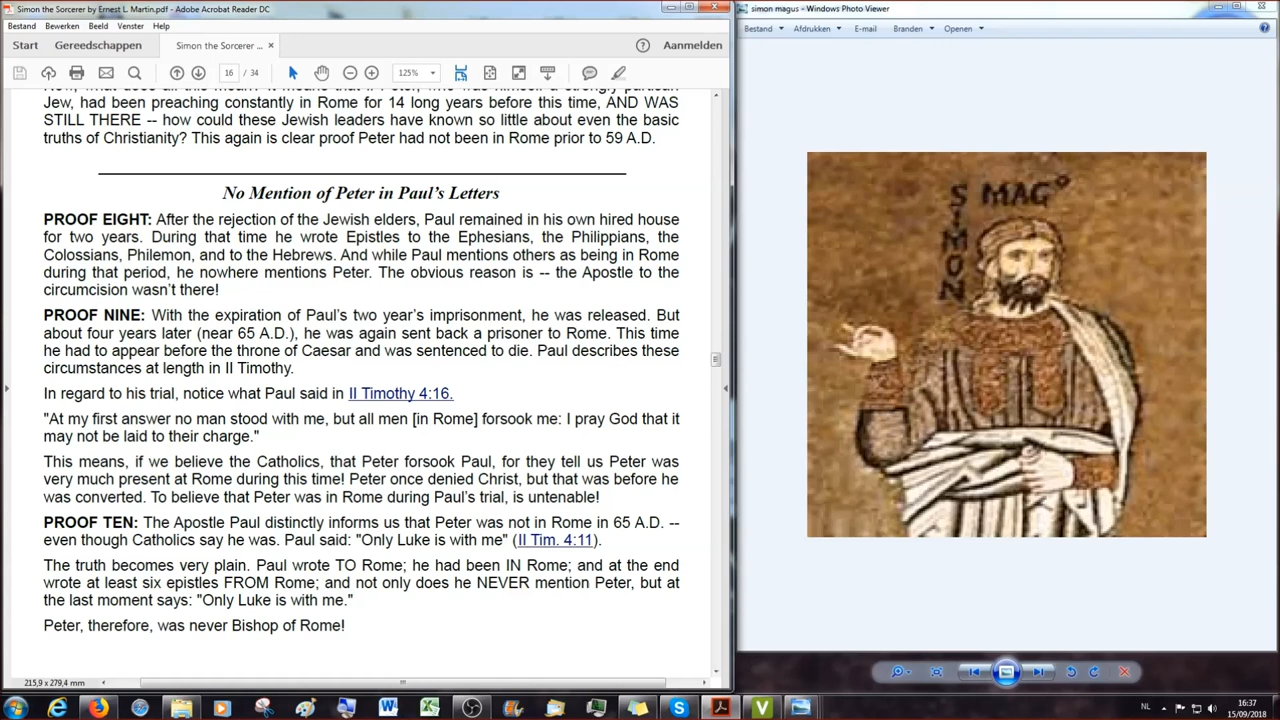 Simon the Sorcerer by Ernest L. Martin.pdf - Adobe Acrobat Reader DC
Bestand Bewerken Beeld Venster Help
Start Gereedschappen Simon the Sorcerer ... × Aanmelden
16 / 34 125%
Jew, had been preaching constantly in Rome for 14 long years before this time, AND WAS
STILL THERE -- how could these Jewish leaders have known so little about even the basic
truths of Christianity? This again is clear proof Peter had not been in Rome prior to 59 A.D.
No Mention of Peter in Paul's Letters
PROOF EIGHT: After the rejection of the Jewish elders, Paul remained in his own hired house
for two years. During that time he wrote Epistles to the Ephesians, the Philippians, the
Colossians, Philemon, and to the Hebrews. And while Paul mentions others as being in Rome
during that period, he nowhere mentions Peter. The obvious reason is -- the Apostle to the
circumcision wasn't there!
PROOF NINE: With the expiration of Paul's two year's imprisonment, he was released. But
about four years later (near 65 A.D.), he was again sent back a prisoner to Rome. This time
he had to appear before the throne of Caesar and was sentenced to die. Paul describes these
circumstances at length in II Timothy.
In regard to his trial, notice what Paul said in II Timothy 4:16.
"At my first answer no man stood with me, but all men [in Rome] forsook me: I pray God that it
may not be laid to their charge."
This means, if we believe the Catholics, that Peter forsook Paul, for they tell us Peter was
very much present at Rome during this time! Peter once denied Christ, but that was before he
was converted. To believe that Peter was in Rome during Paul's trial, is untenable!
PROOF TEN: The Apostle Paul distinctly informs us that Peter was not in Rome in 65 A.D. --
even though Catholics say he was. Paul said: "Only Luke is with me" (II Tim. 4:11).
The truth becomes very plain. Paul wrote TO Rome; he had been IN Rome; and at the end
wrote at least six epistles FROM Rome; and not only does he NEVER mention Peter, but at
the last moment says: "Only Luke is with me."
Peter, therefore, was never Bishop of Rome!
215,9 x 279,4 mm
simon magus - Windows Photo Viewer
Bestand Afdrukken E-mail Branden Openen
SIMON
MAG°
NL
16:37
15/09/2018